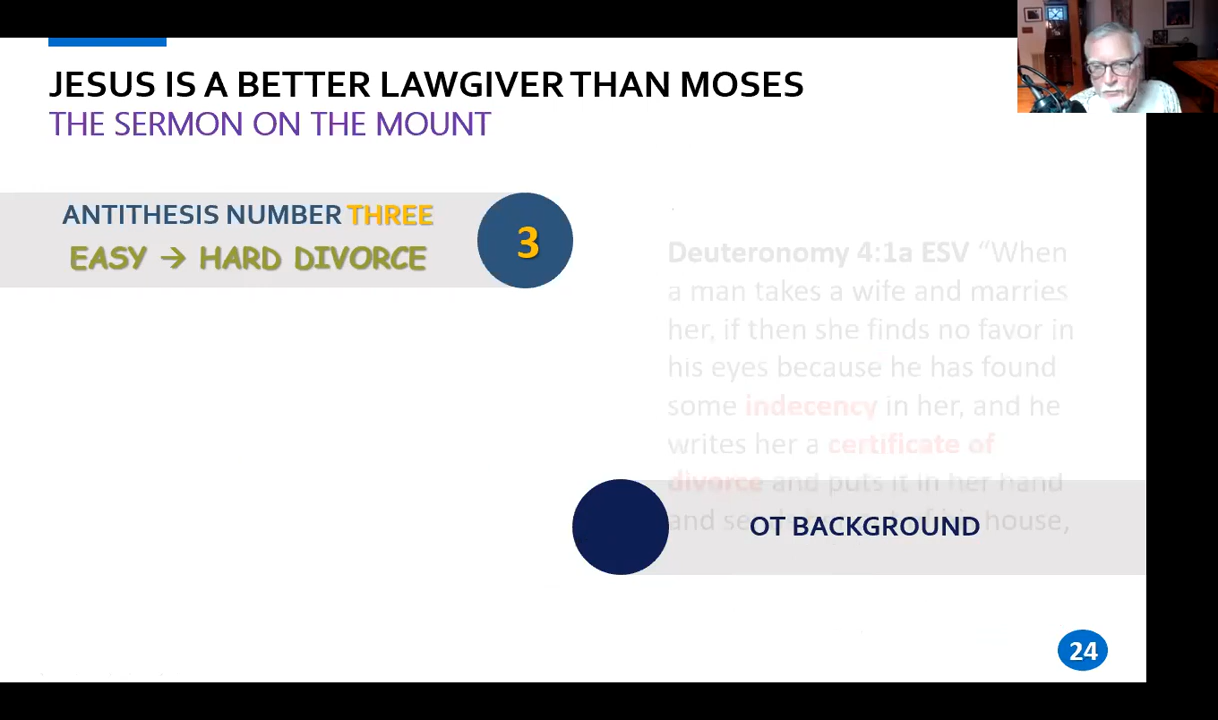 JESUS IS A BETTER LAWGIVER THAN MOSES
THE SERMON ON THE MOUNT
ANTITHESIS NUMBER THREE
EASY → HARD DIVORCE
3
Deuteronomy 4:1a ESV “When
a man takes a wife and marries
her, if then she finds no favor in
his eyes because he has found
some indecency in her, and he
writes her a certificate of
divorce and puts it in her hand
and house,
OT BACKGROUND
24